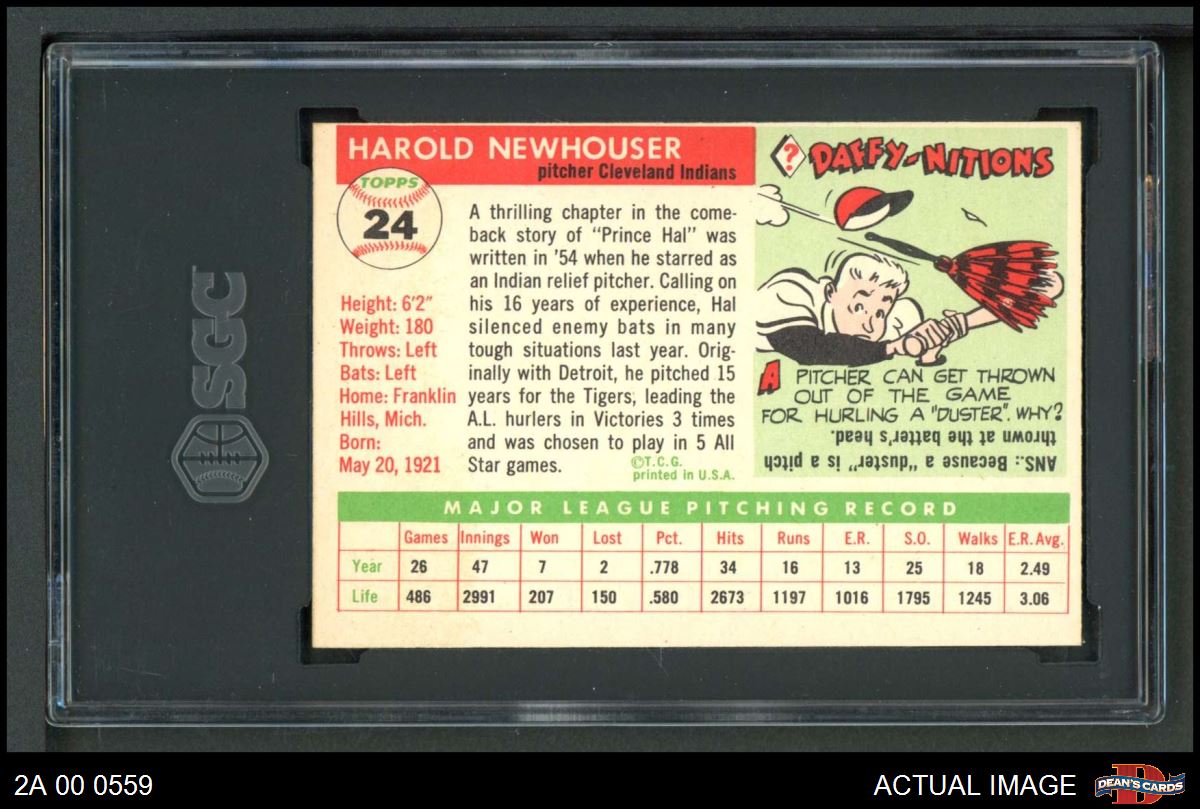 HAROLD NEWHOUSER
pitcher Cleveland Indians
TOPPS
24
Height: 6'2"
Weight: 180
Throws: Left
Bats: Left
Home: Franklin
Hills, Mich.
Born:
May 20, 1921
A thrilling chapter in the come-
back story of "Prince Hal" was
written in '54 when he starred as
an Indian relief pitcher. Calling on
his 16 years of experience, Hal
silenced enemy bats in many
tough situations last year. Orig-
inally with Detroit, he pitched 15
years for the Tigers, leading the
A.L. hurlers in Victories 3 times
and was chosen to play in 5 All
Star games.
©T.C.G.
printed in U.S.A.
? DAFFY-NITIONS
A PITCHER CAN GET THROWN
OUT OF THE GAME
FOR HURLING A "DUSTER". WHY?
ANS.: Because a "duster" is a pitch
thrown at the batter's head.
MAJOR LEAGUE PITCHING RECORD
Games Innings Won Lost Pct. Hits Runs E.R. S.O. Walks E.R. Avg.
Year 26 47 7 2 .778 34 16 13 25 18 2.49
Life 486 2991 207 150 .580 2673 1197 1016 1795 1245 3.06
SGC
2A 00 0559
ACTUAL IMAGE
D
DEAN'S CARDS